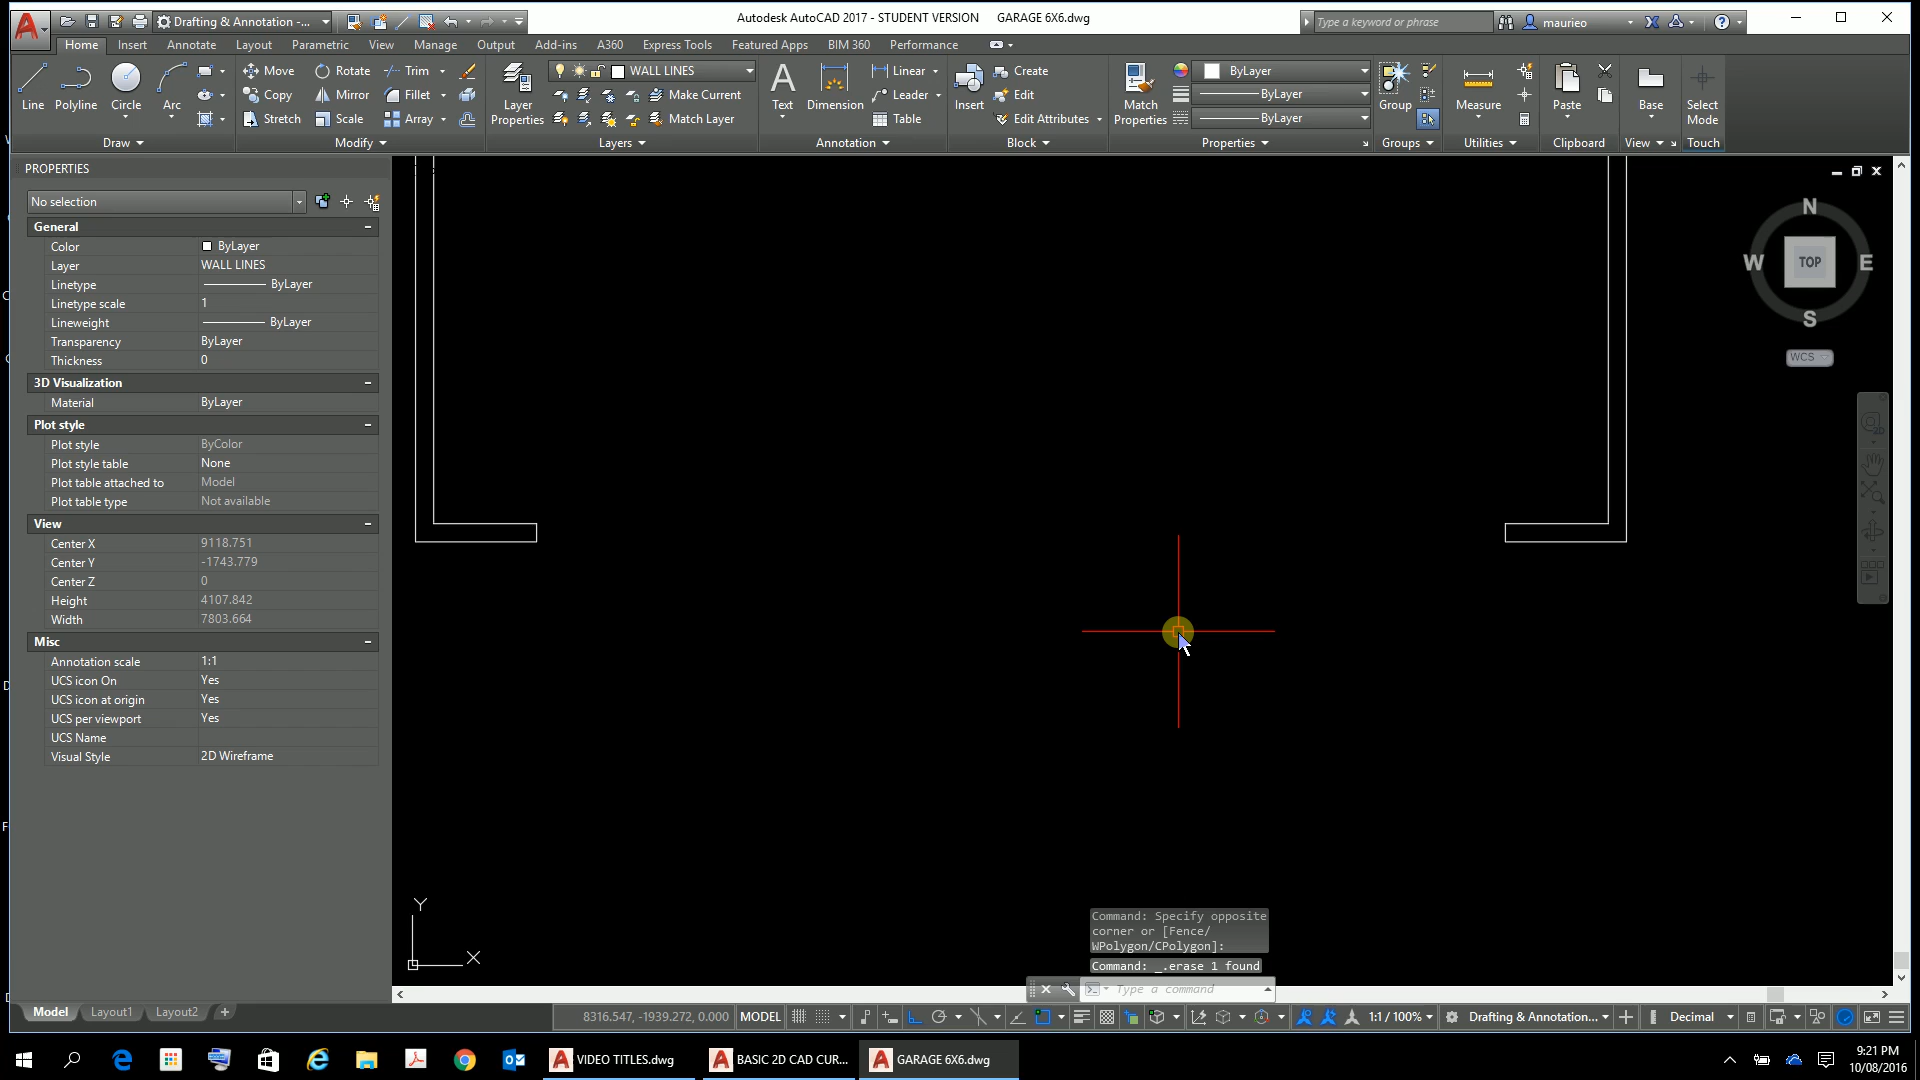 Drafting & Annotation -...
Autodesk AutoCAD 2017 - STUDENT VERSION GARAGE 6X6.dwg
Type a keyword or phrase
maurieo
Home Insert Annotate Layout Parametric View Manage Output Add-ins A360 Express Tools Featured Apps BIM 360 Performance
Line Polyline Circle Arc
Move Rotate Trim
Copy Mirror Fillet
Stretch Scale Array
Layer Properties
WALL LINES
Make Current
Match Layer
Text Dimension
Linear
Leader
Table
Insert
Create
Edit
Edit Attributes
Match Properties
ByLayer
ByLayer
ByLayer
Group
Measure
Paste
Base
Select Mode
Draw Modify Layers Annotation Block Properties Groups Utilities Clipboard View Touch
PROPERTIES
No selection
General
Color ByLayer
Layer WALL LINES
Linetype ByLayer
Linetype scale 1
Lineweight ByLayer
Transparency ByLayer
Thickness 0
3D Visualization
Material ByLayer
Plot style
Plot style ByColor
Plot style table None
Plot table attached to Model
Plot table type Not available
View
Center X 9118.751
Center Y -1743.779
Center Z 0
Height 4107.842
Width 7803.664
Misc
Annotation scale 1:1
UCS icon On Yes
UCS icon at origin Yes
UCS per viewport Yes
UCS Name
Visual Style 2D Wireframe
N
W TOP E
S
WCS
Y
X
Command: Specify opposite
corner or [Fence/
WPolygon/CPolygon]:
Command: _.erase 1 found
Type a command
Model Layout1 Layout2
8316.547, -1939.272, 0.000 MODEL
1:1 / 100%
Drafting & Annotation...
Decimal
VIDEO TITLES.dwg
BASIC 2D CAD CUR...
GARAGE 6X6.dwg
9:21 PM
10/08/2016